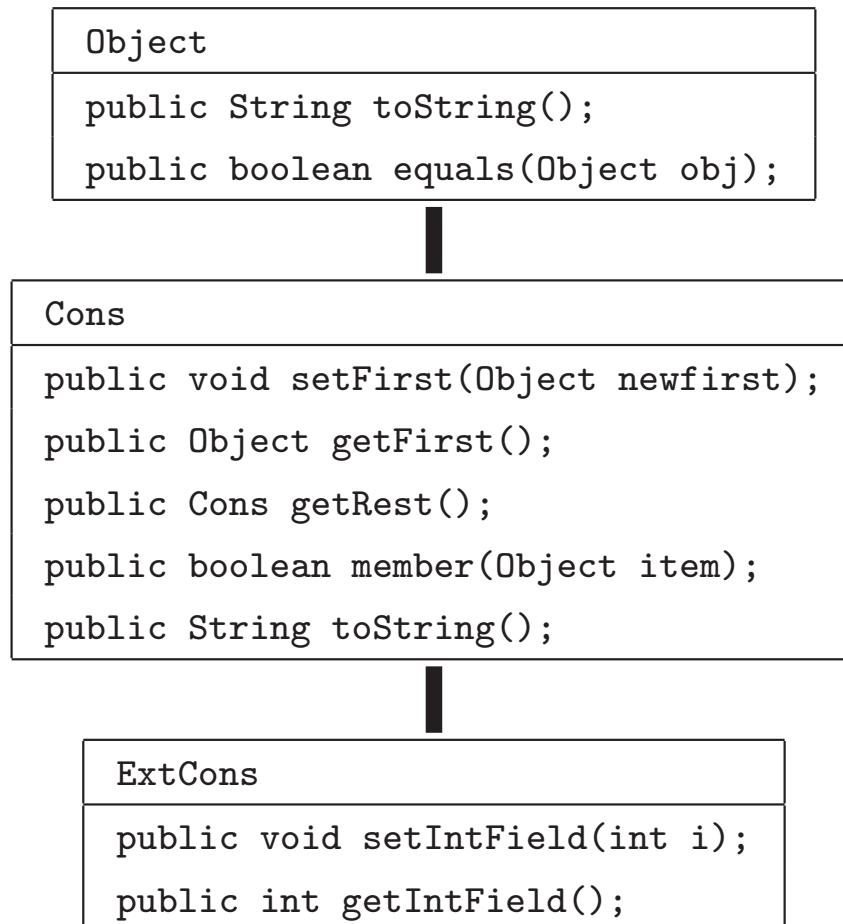 Object
public String toString();
public boolean equals(Object obj);
Cons
public void setFirst(Object newfirst);
public Object getFirst();
public Cons getRest();
public boolean member(Object item);
public String toString();
ExtCons
public void setIntField(int i);
public int getIntField();